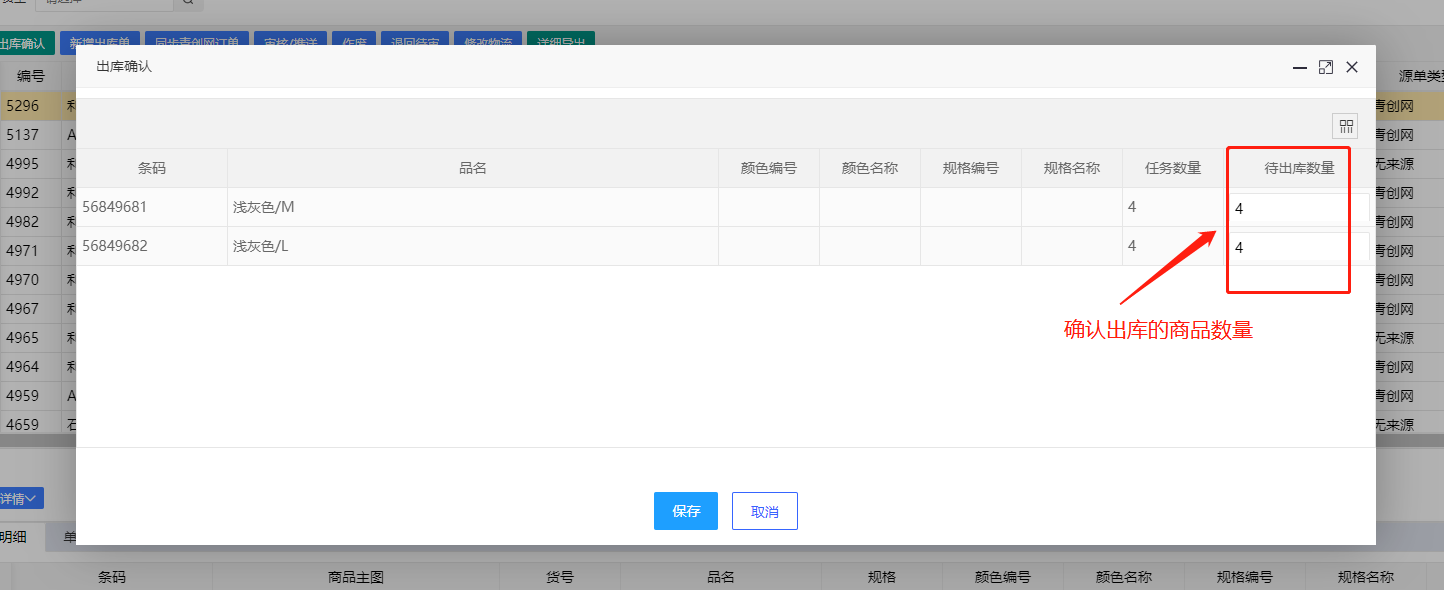 出库确认 新增出库单 同步青创网订单 审核/推送 作废 退回待审 修改物流 详细导出
出库确认
编号 源单类型
5296 青创网
5137 A 青创网
4995 无来源
4992 青创网
4982 青创网
4971 青创网
4970 青创网
4967 青创网
4965 无来源
4964 青创网
4959 A 青创网
4659 石 无来源
条码 品名 颜色编号 颜色名称 规格编号 规格名称 任务数量 待出库数量
56849681 浅灰色/M 4 4
56849682 浅灰色/L 4 4
确认出库的商品数量
保存 取消
详情
明细 单
条码 商品主图 货号 品名 规格 颜色编号 颜色名称 规格编号 规格名称